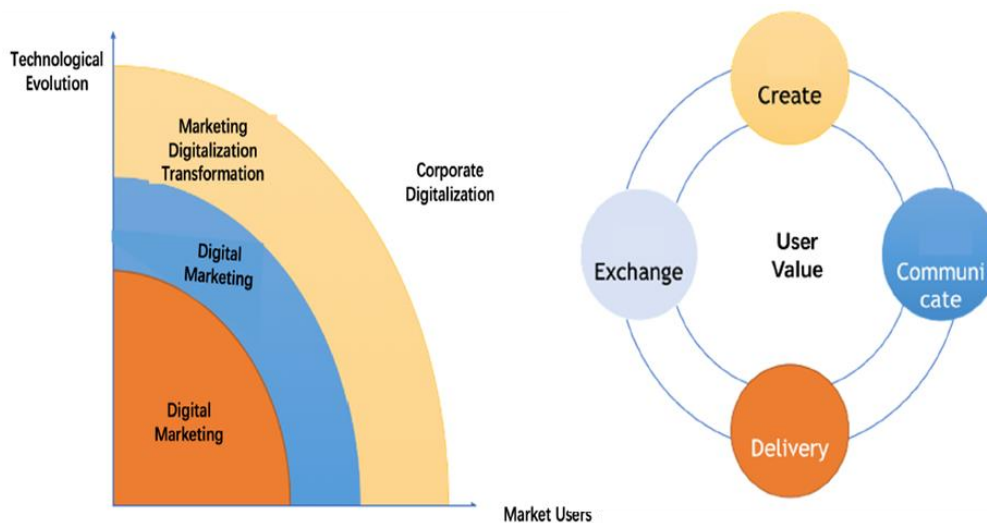 Technological
Evolution
Marketing
Digitalization
Transformation
Corporate
Digitalization
Digital
Marketing
Digital
Marketing
Market Users
Create
Exchange
User
Value
Communi
cate
Delivery